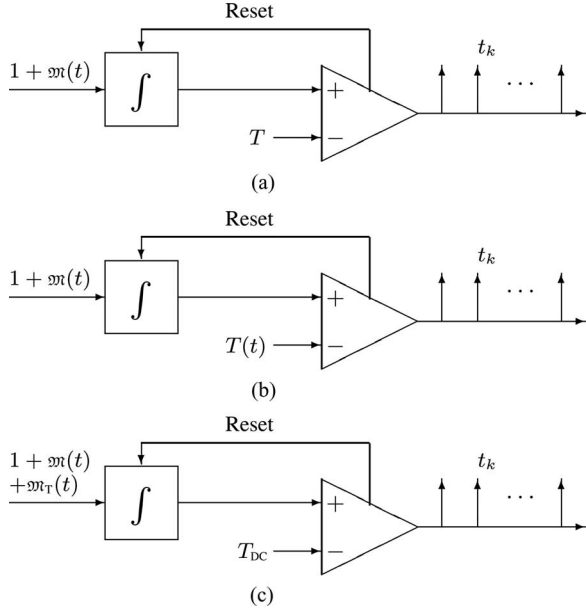 Reset
t_k
1 + 𝔐(t)
∫
+
...
T
−
(a)
Reset
t_k
1 + 𝔐(t)
∫
+
...
T(t)
−
(b)
Reset
t_k
1 + 𝔐(t)
+𝔐_T(t)
∫
+
...
T_DC
−
(c)